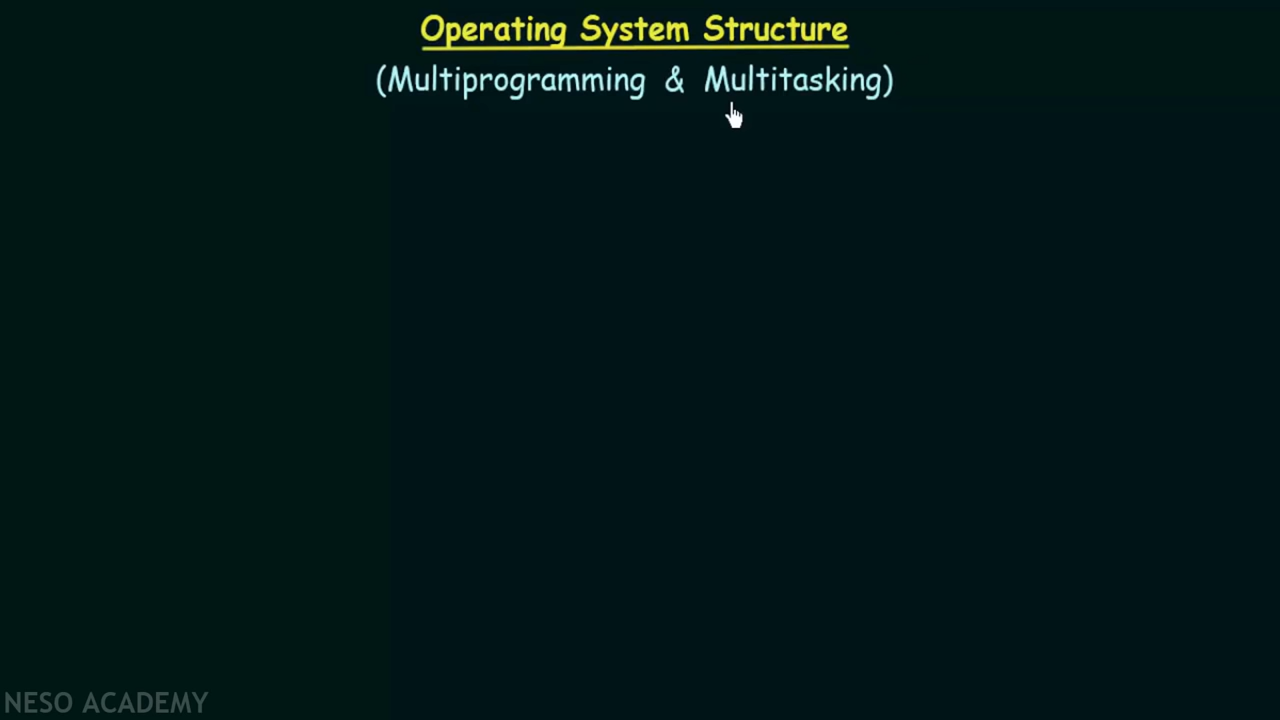 Operating System Structure
(Multiprogramming & Multitasking)
NESO ACADEMY